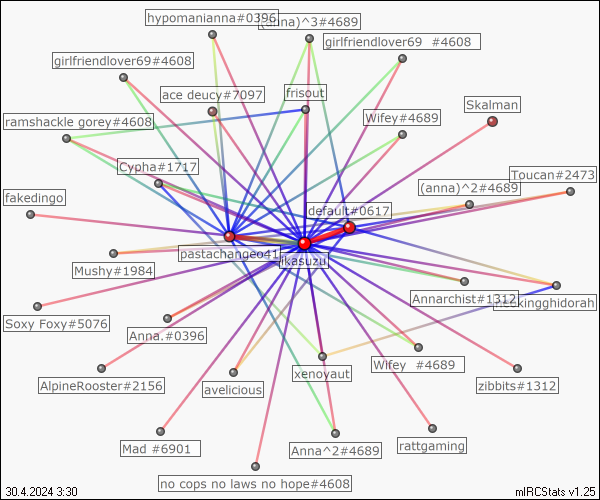 hypomanianna#0396
(anna)^3#4689
girlfriendlover69 #4608
girlfriendlover69#4608
ace deucy#7097
frisout
Skalman
ramshackle gorey#4608
Wifey#4689
Cypha#1717
Toucan#2473
(anna)^2#4689
fakedingo
default#0617
pastachangeo41
ikasuzu
Mushy#1984
Annarchist#1312
neckingghidorah
Soxy Foxy#5076
Anna.#0396
Wifey #4689
xenoyaut
AlpineRooster#2156
avelicious
zibbits#1312
Mad #6901
Anna^2#4689
rattgaming
no cops no laws no hope#4608
30.4.2024 3:30
mIRCStats v1.25